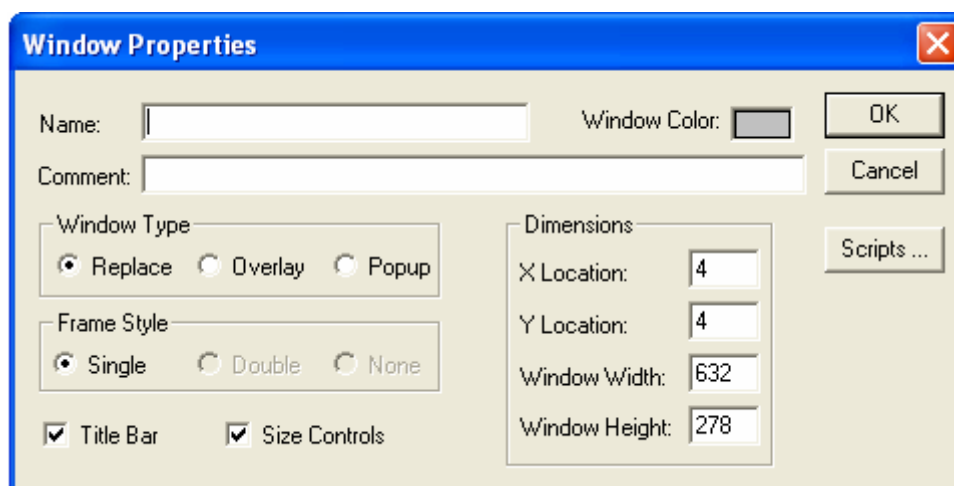 Window Properties
Name:
Window Color:
OK
Comment:
Cancel
Window Type
Replace Overlay Popup
Dimensions
X Location: 4
Scripts ...
Y Location: 4
Frame Style
Single Double None
Window Width: 632
Window Height: 278
Title Bar Size Controls